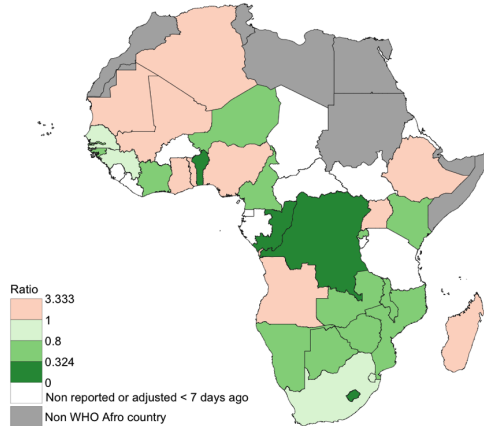 Ratio
3.333
1
0.8
0.324
0
Non reported or adjusted < 7 days ago
Non WHO Afro country